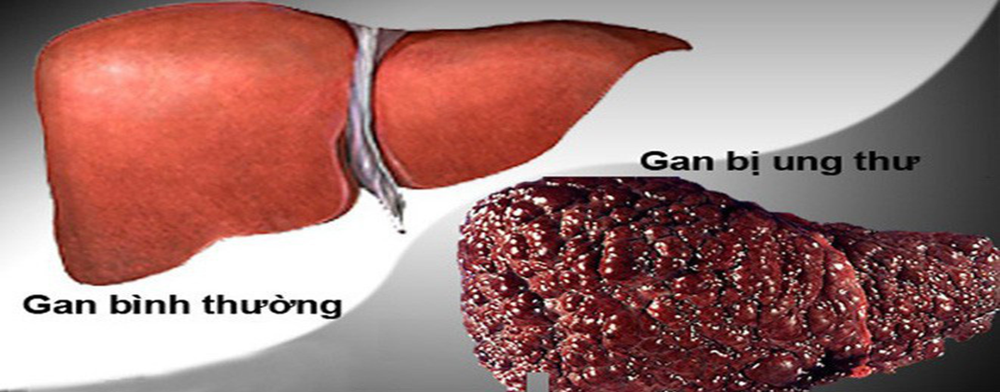 Gan bị ung thư
Gan bình thường